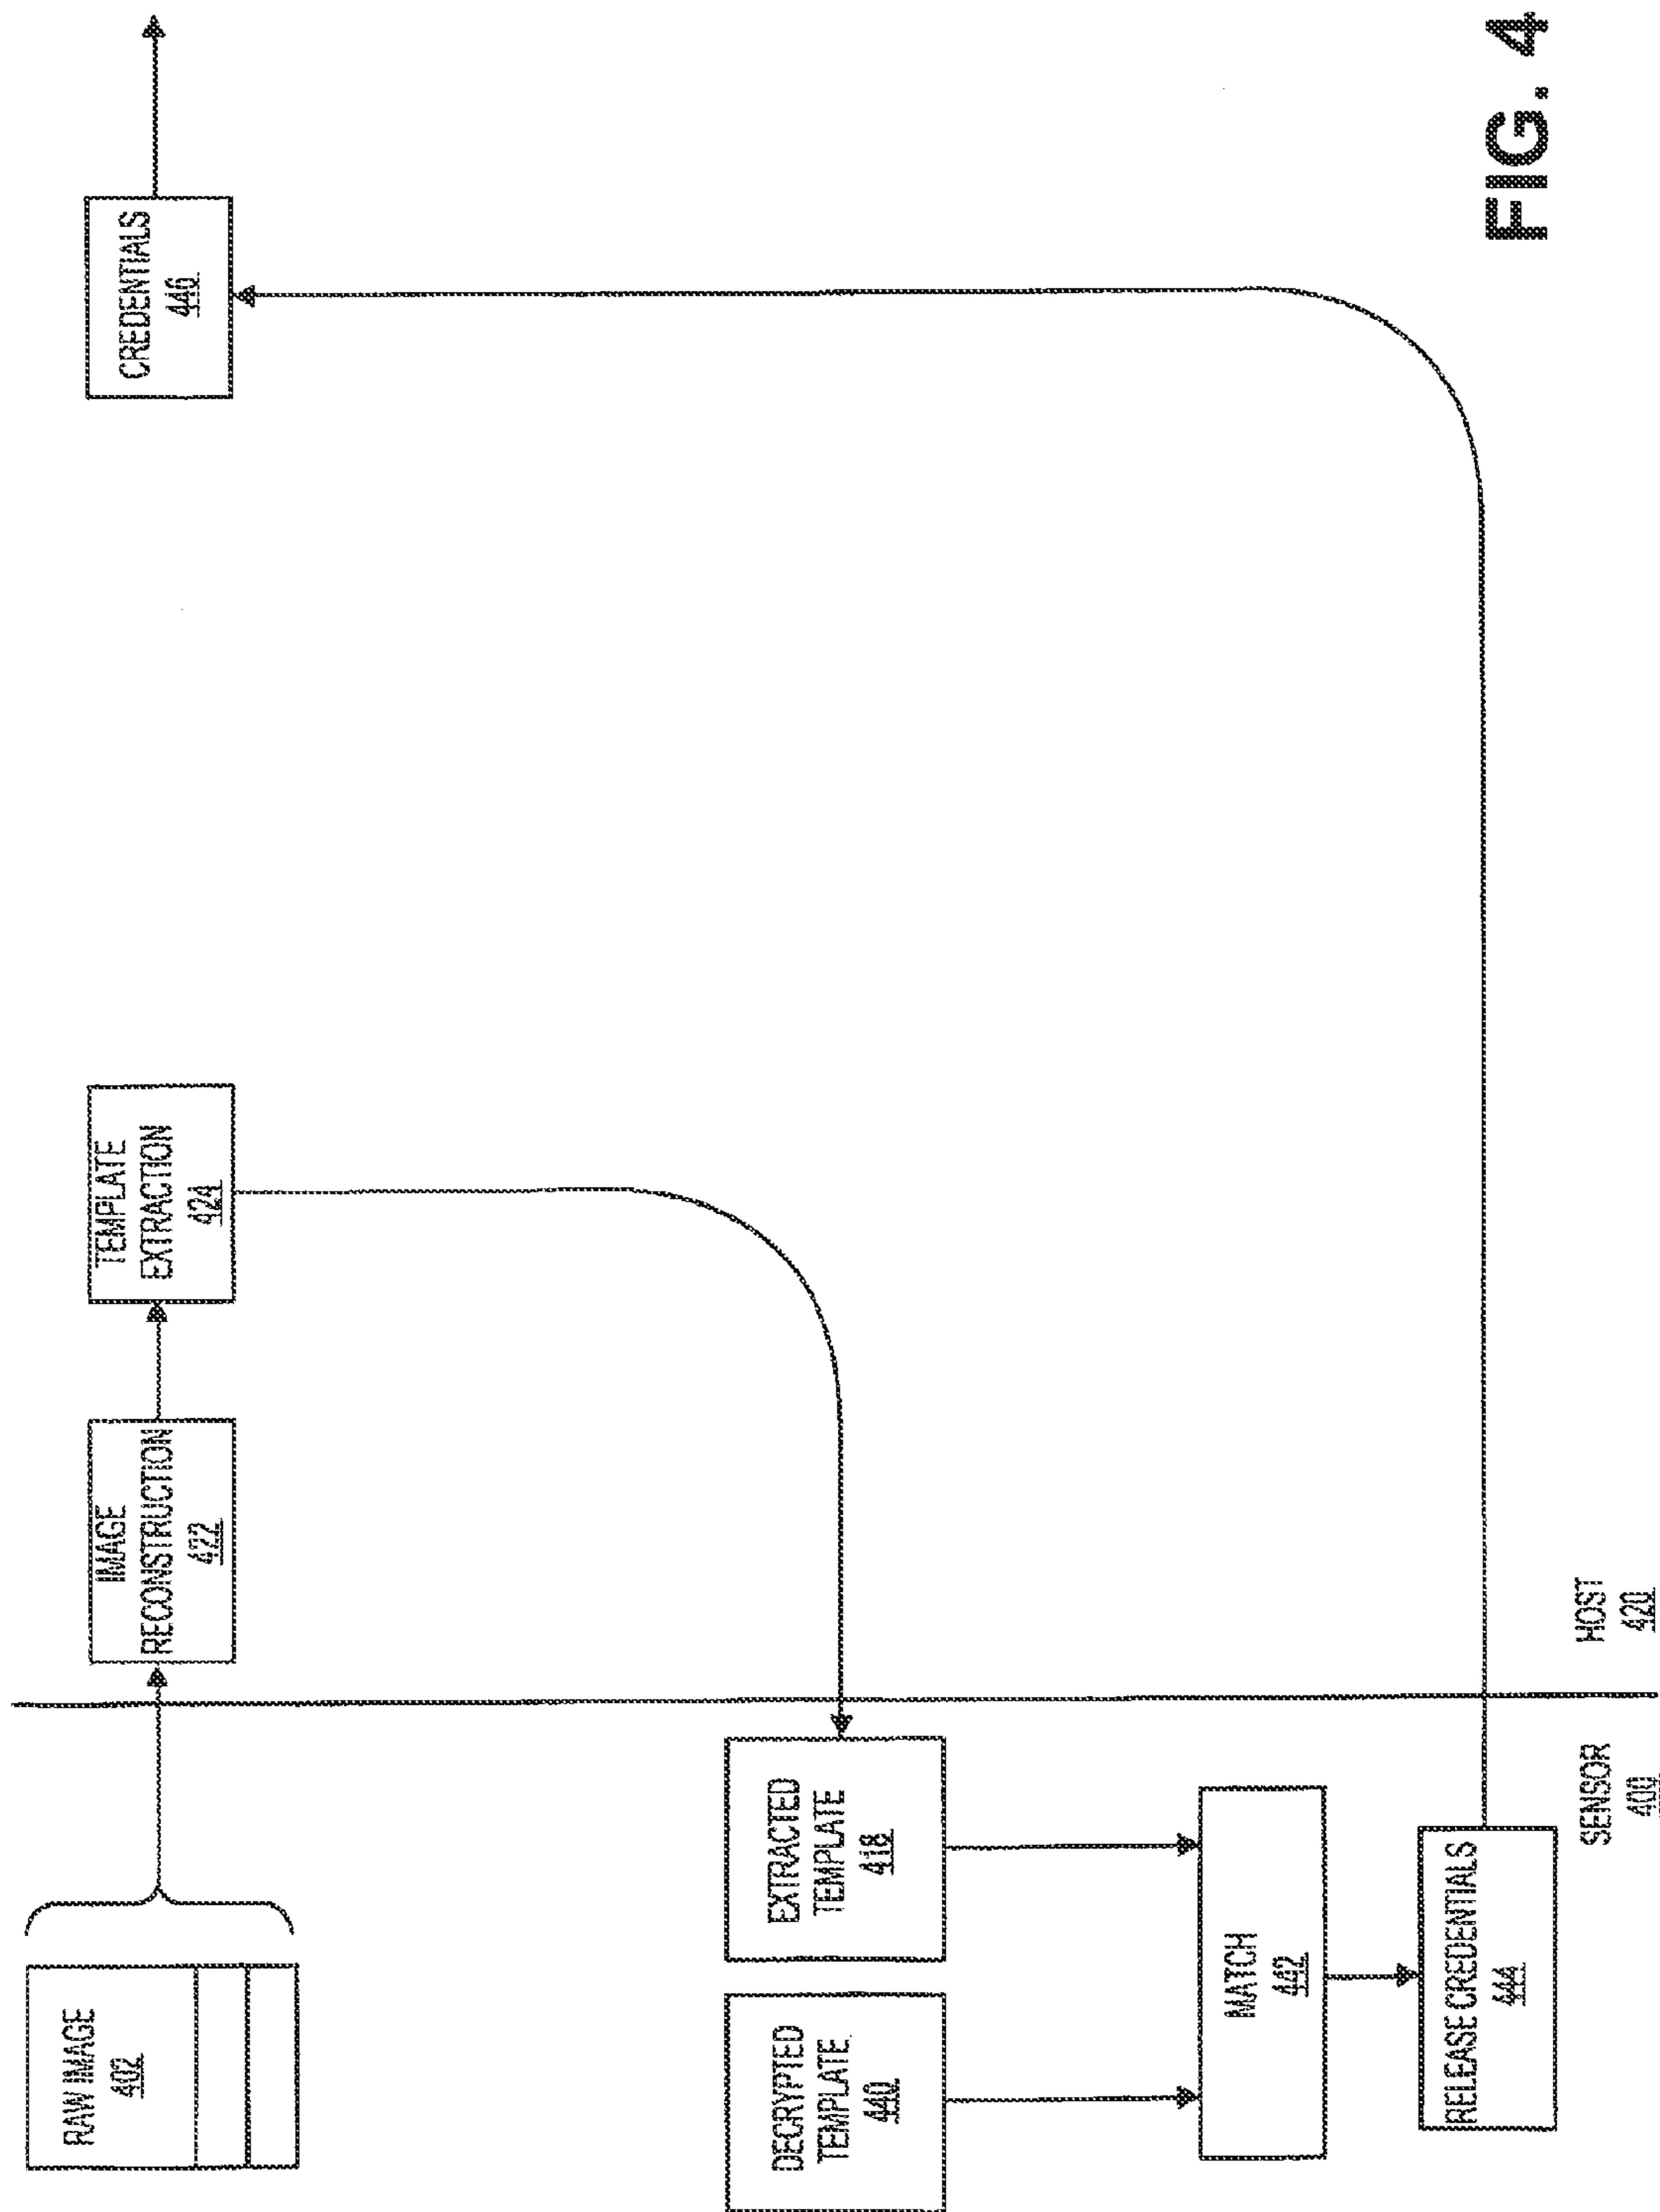 RAW IMAGE
402
IMAGE
RECONSTRUCTION
422
TEMPLATE
EXTRACTION
424
CREDENTIALS
446
DECRYPTED
TEMPLATE
440
EXTRACTED
TEMPLATE
418
MATCH
442
RELEASE CREDENTIALS
444
SENSOR
400
HOST
420
FIG. 4